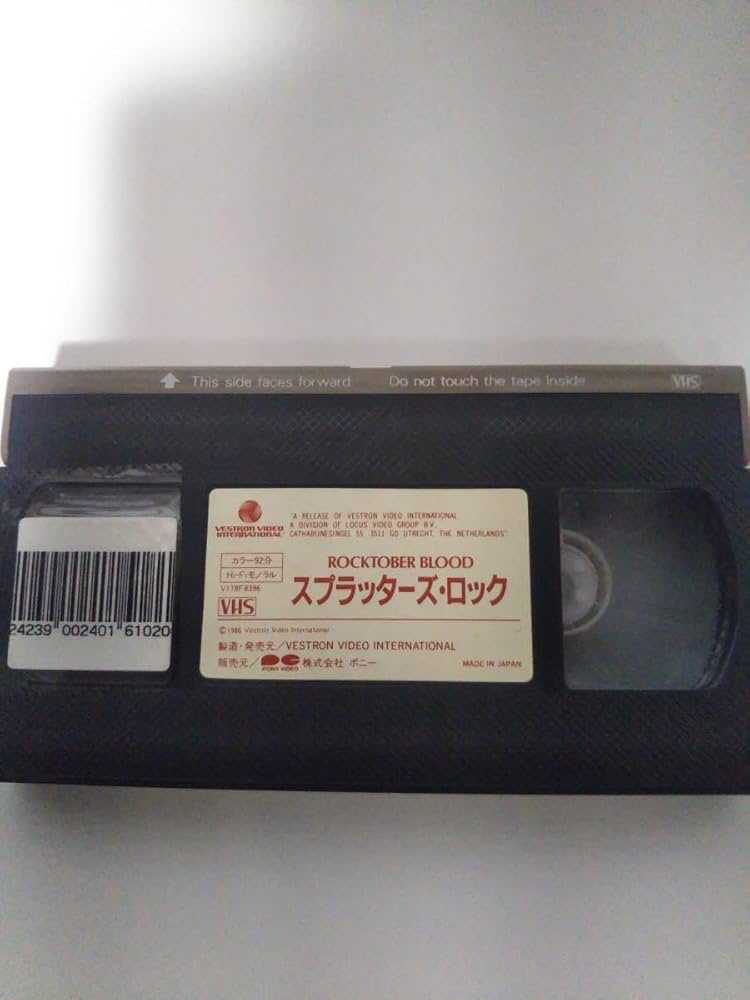 This side faces forward Do not touch the tape inside VHS
VESTRON VIDEO
INTERNATIONAL
"A RELEASE OF VESTRON VIDEO INTERNATIONAL,
A DIVISION OF LOCUS VIDEO GROUP B.V.
CATHARIJNESINGEL 55, 3511 GD UTRECHT, THE NETHERLANDS"
カラー92分
Hi-Fiモノラル
V178F8396
VHS
ROCKTOBER BLOOD
スプラッターズ・ロック
©1986 Vestron Video International
製造・発売元/VESTRON VIDEO INTERNATIONAL
販売元/PONY VIDEO 株式会社 ポニー
MADE IN JAPAN
24239 002401 61020